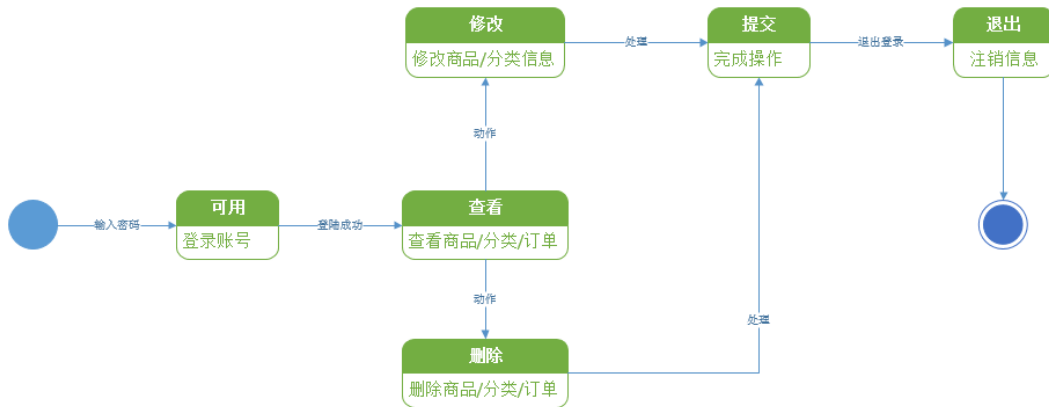 修改
修改商品/分类信息
处理
提交
完成操作
退出登录
退出
注销信息
动作
输入密码
可用
登录账号
登陆成功
查看
查看商品/分类/订单
动作
处理
删除
删除商品/分类/订单